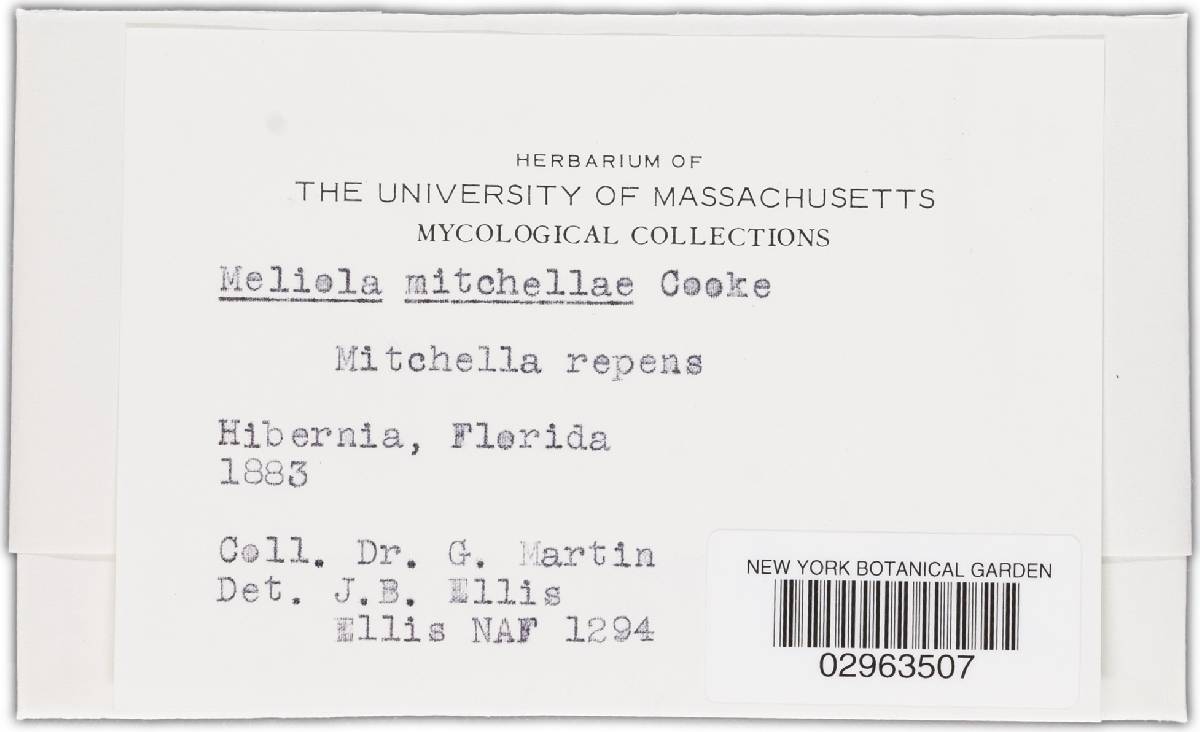 HERBARIUM OF
THE UNIVERSITY OF MASSACHUSETTS
MYCOLOGICAL COLLECTIONS
Meliola mitchellae Cooke
Mitchella repens
Hibernia, Florida
1883
Coll. Dr. G. Martin
Det. J.B. Ellis
Ellis NAF 1294
NEW YORK BOTANICAL GARDEN
02963507